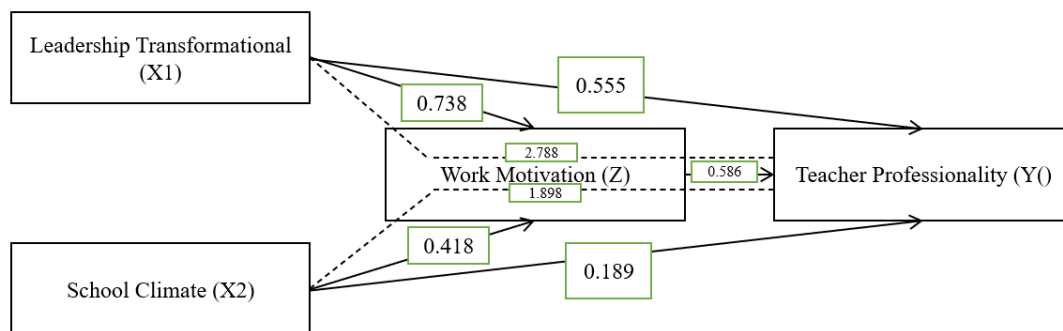 Leadership Transformational
(X1)
0.555
0.738
2.788
Work Motivation (Z)
0.586
Teacher Professionality (Y()
1.898
0.418
0.189
School Climate (X2)